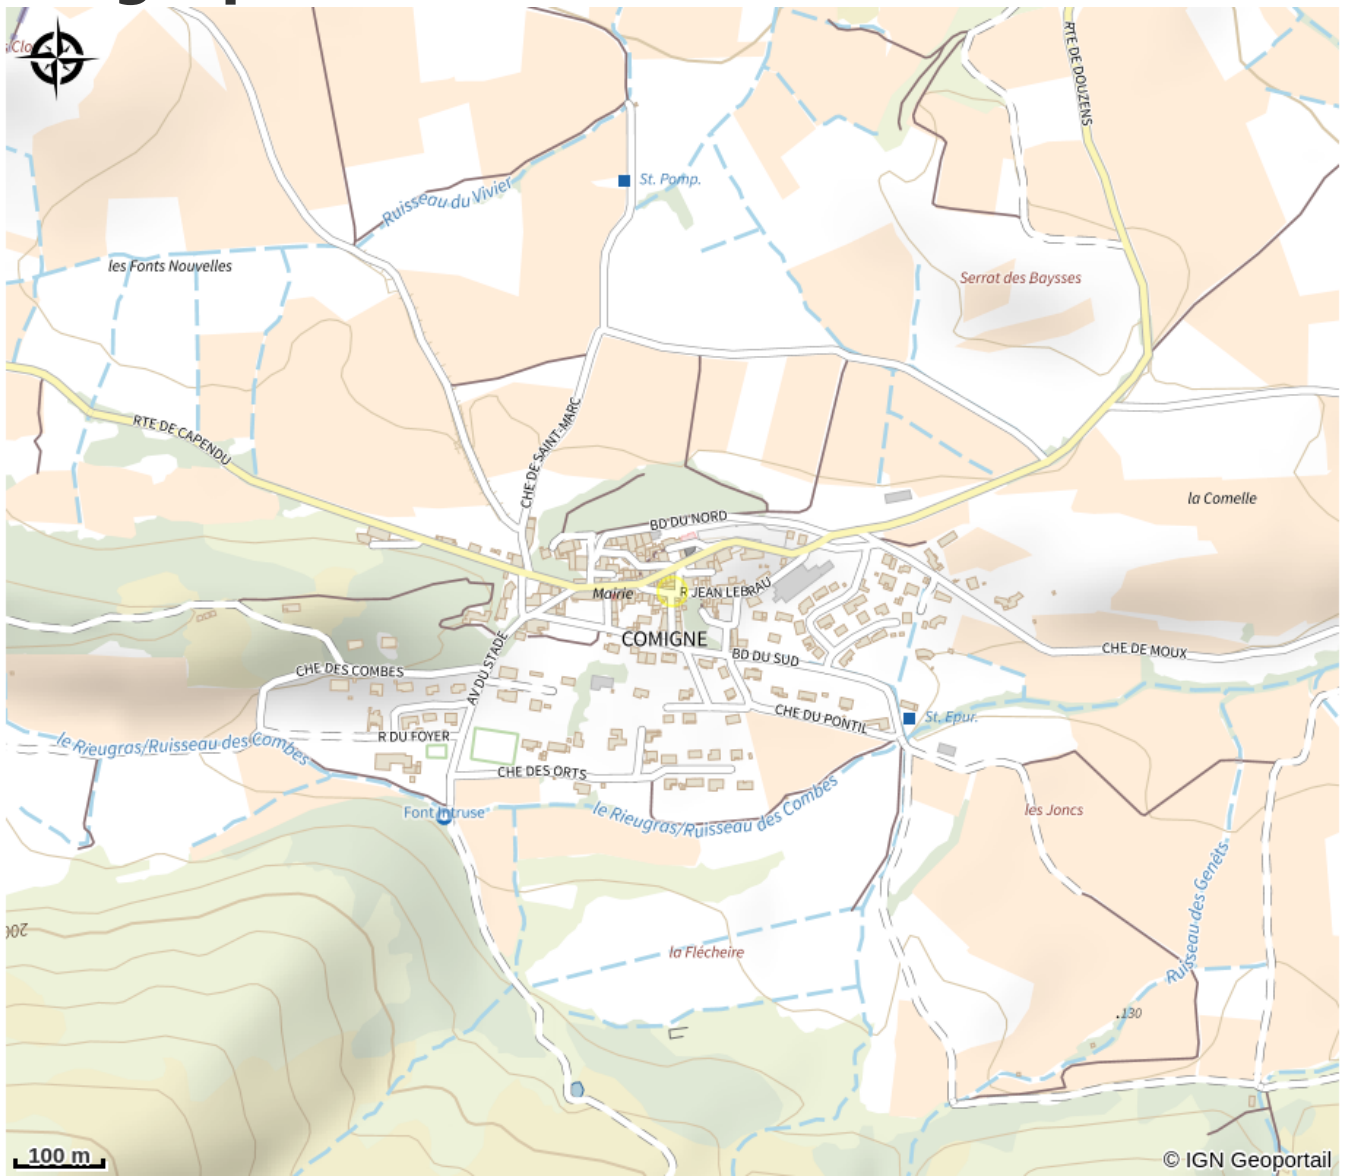 RTE DE DOUZENS
St. Pomp.
Ruisseau du Vivier
les Fonts Nouvelles
Serrat des Baysses
RTE DE CAPENDU
CHE DE SAINT-MARC
la Comelle
BD DU NORD
Mairie
R JEAN LEBRAU
COMIGNE
BD DU SUD
CHE DE MOUX
CHE DES COMBES
AV DU STADE
CHE DU PONTIL
St. Epur.
R DU FOYER
le Rieugras/Ruisseau des Combes
CHE DES ORTS
Font Intruse
le Rieugras/Ruisseau des Combes
les Joncs
Ruisseau des Genêts
200
la Flécheire
.130
100 m
© IGN Geoportail